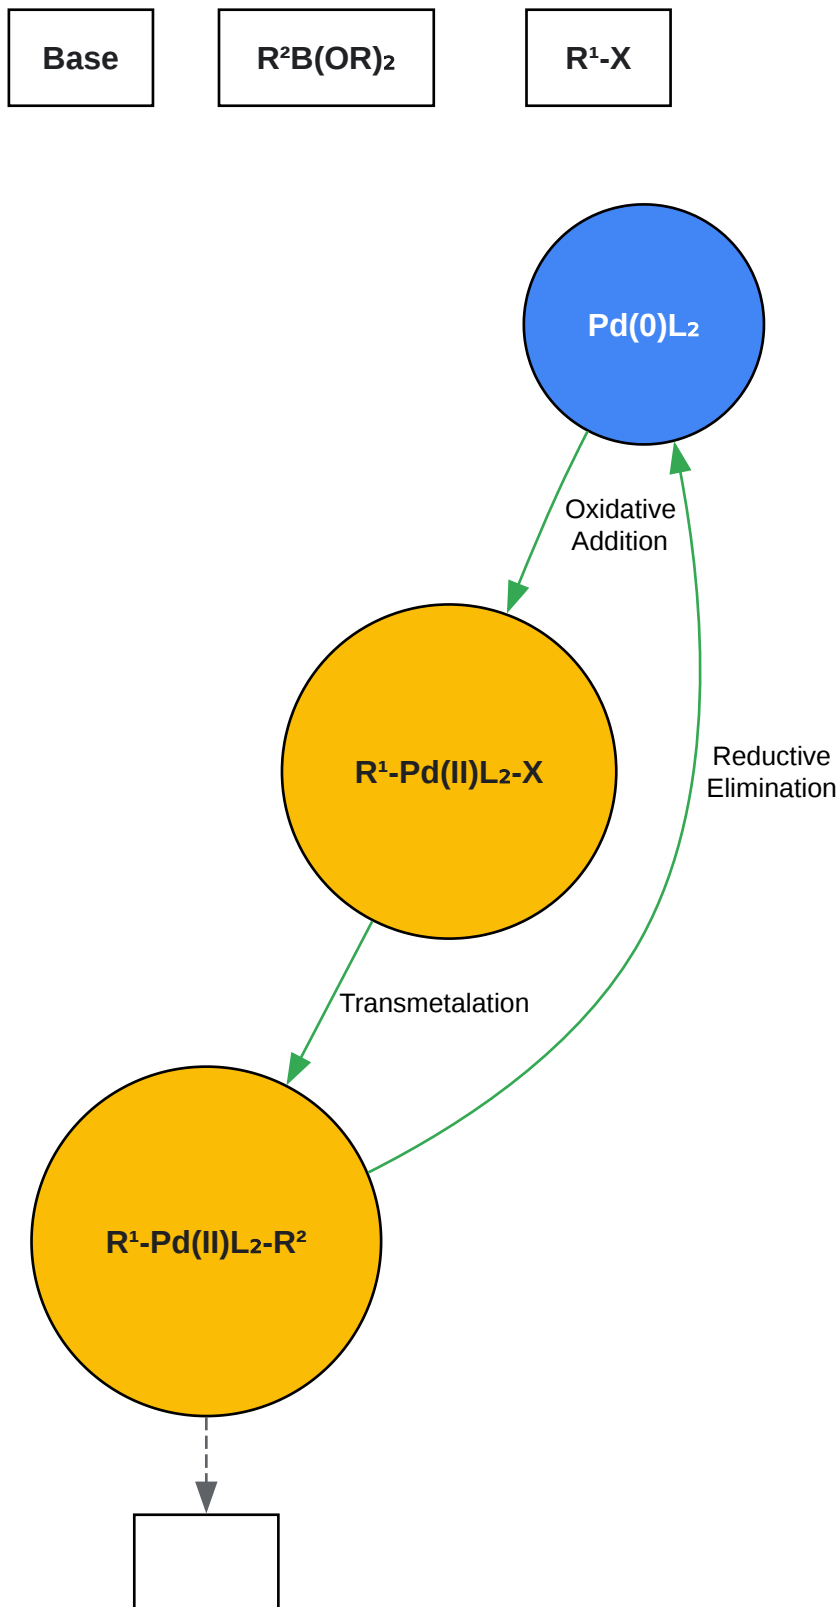 Base
R²B(OR)₂
R¹-X
Pd(0)L₂
Oxidative
Addition
R¹-Pd(II)L₂-X
Reductive
Elimination
Transmetalation
R¹-Pd(II)L₂-R²